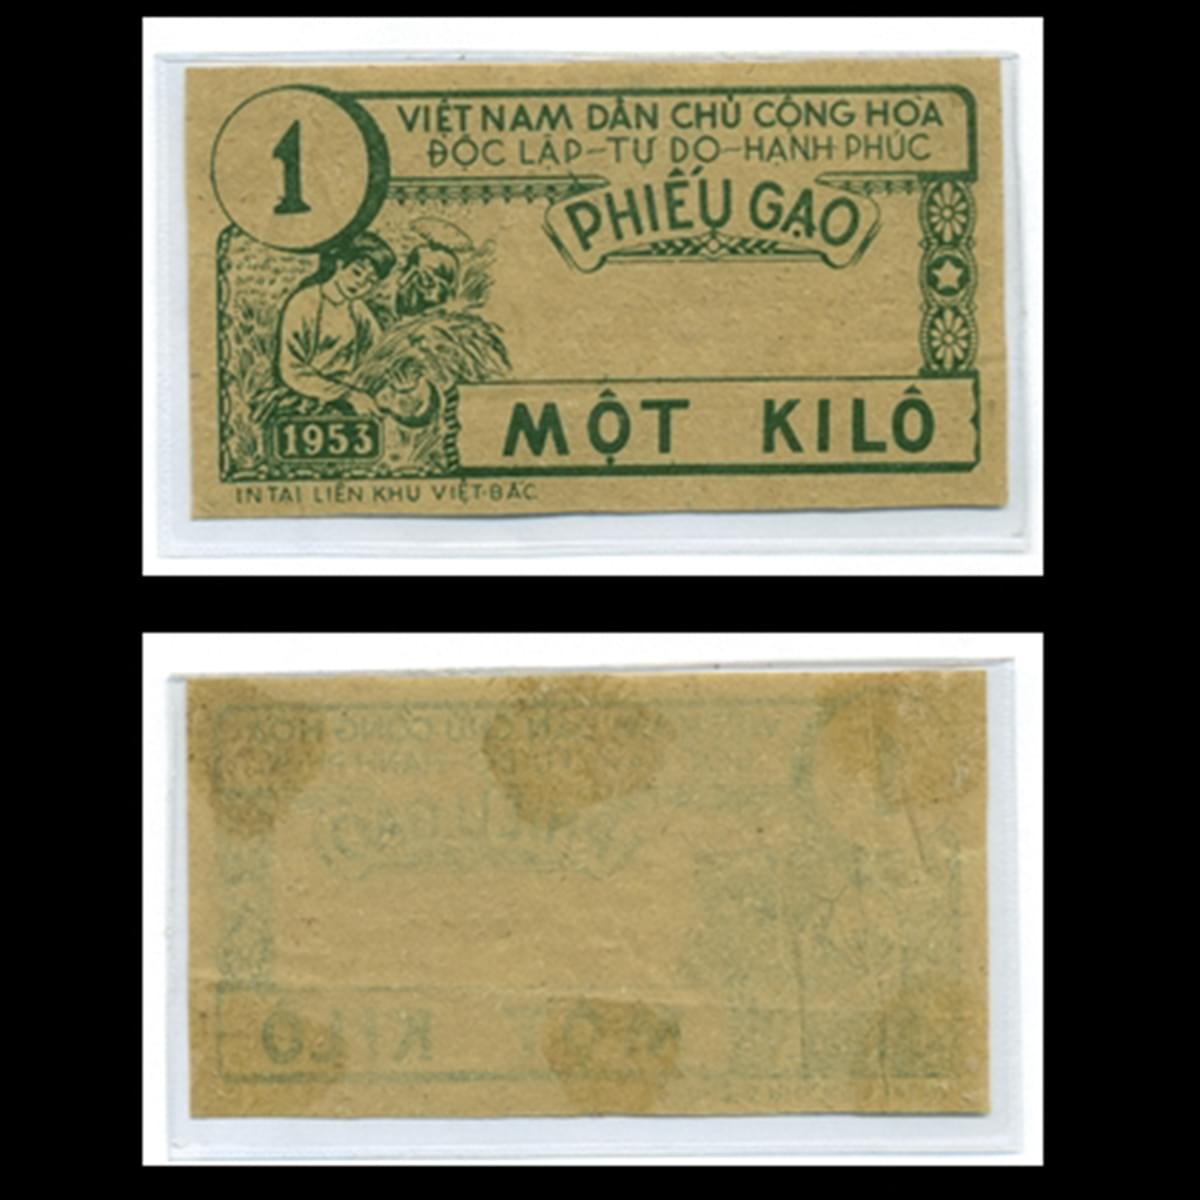 1
VIỆT NAM DÂN CHỦ CỘNG HÒA
ĐỘC LẬP-TỰ DO-HẠNH PHÚC
PHIẾU GẠO
1953
MỘT KILÔ
IN TẠI LIÊN KHU VIỆT-BẮC